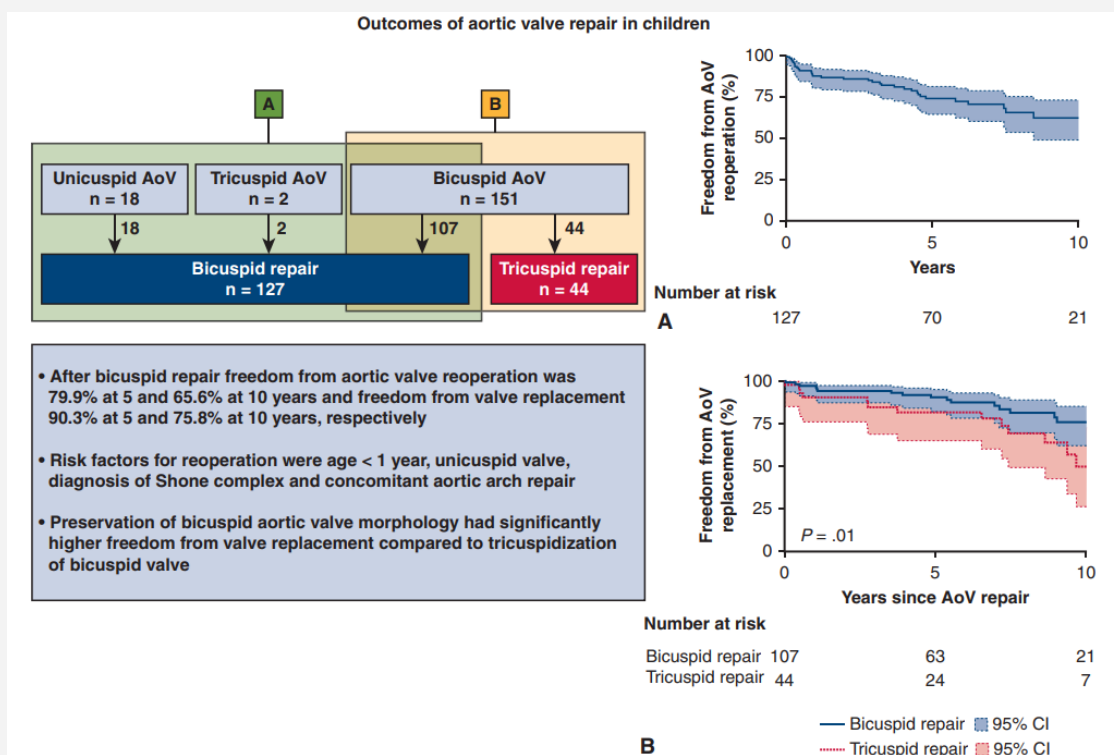 Outcomes of aortic valve repair in children
A
B
Unicuspid AoV
n = 18
Tricuspid AoV
n = 2
Bicuspid AoV
n = 151
18
2
107
44
Bicuspid repair
n = 127
Tricuspid repair
n = 44
• After bicuspid repair freedom from aortic valve reoperation was
79.9% at 5 and 65.6% at 10 years and freedom from valve replacement
90.3% at 5 and 75.8% at 10 years, respectively
• Risk factors for reoperation were age < 1 year, unicuspid valve,
diagnosis of Shone complex and concomitant aortic arch repair
• Preservation of bicuspid aortic valve morphology had significantly
higher freedom from valve replacement compared to tricuspidization
of bicuspid valve
Freedom from AoV
reoperation (%)
100
75
50
25
0
0 5 10
Years
Number at risk
127 70 21
A
Freedom from AoV
replacement (%)
100
75
50
25
0
P = .01
0 5 10
Years since AoV repair
Number at risk
Bicuspid repair 107 63 21
Tricuspid repair 44 24 7
Bicuspid repair 95% CI
Tricuspid repair 95% CI
B